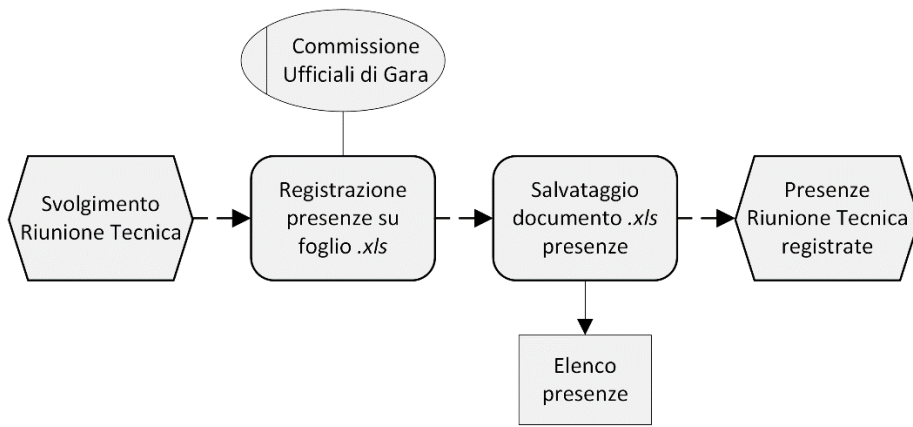 Commissione
Ufficiali di Gara
Svolgimento
Riunione Tecnica
Registrazione
presenze su
foglio .xls
Salvataggio
documento .xls
presenze
Presenze
Riunione Tecnica
registrate
Elenco
presenze